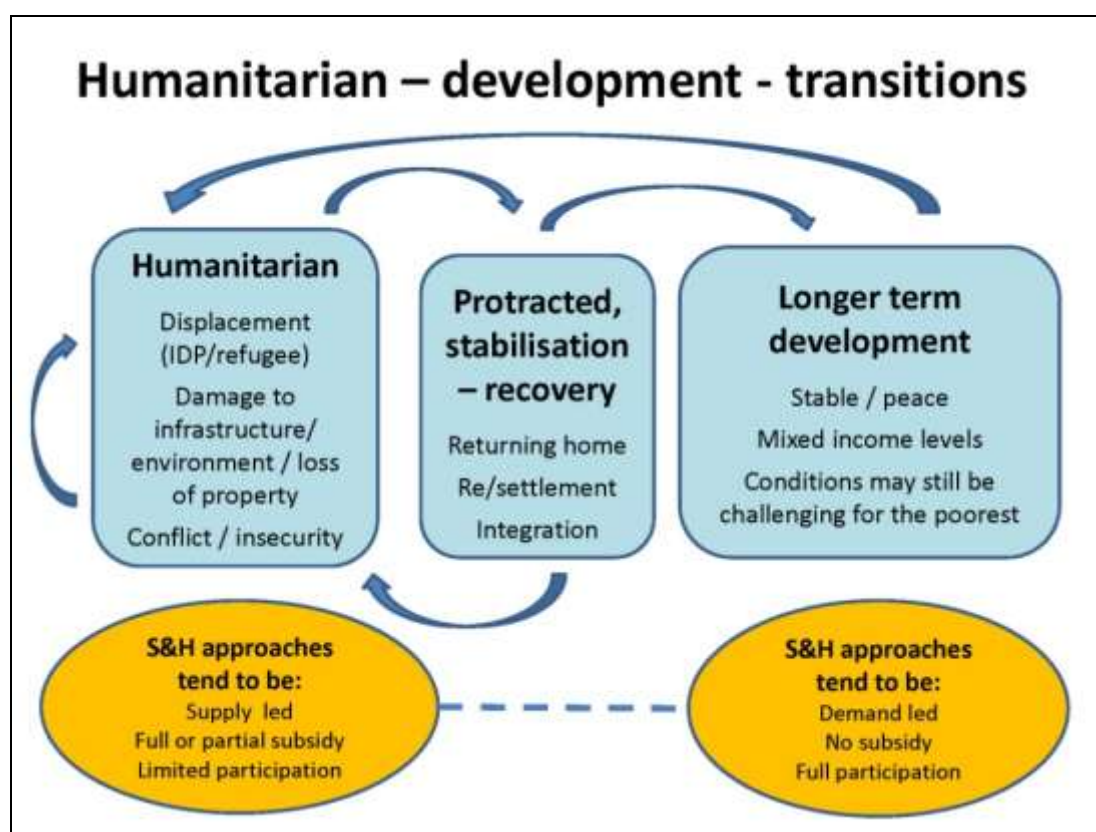 Humanitarian – development - transitions
Humanitarian
Displacement
(IDP/refugee)
Damage to
infrastructure/
environment / loss
of property
Conflict / insecurity
Protracted,
stabilisation
– recovery
Returning home
Re/settlement
Integration
Longer term
development
Stable / peace
Mixed income levels
Conditions may still be
challenging for the poorest
S&H approaches
tend to be:
Supply led
Full or partial subsidy
Limited participation
S&H approaches
tend to be:
Demand led
No subsidy
Full participation